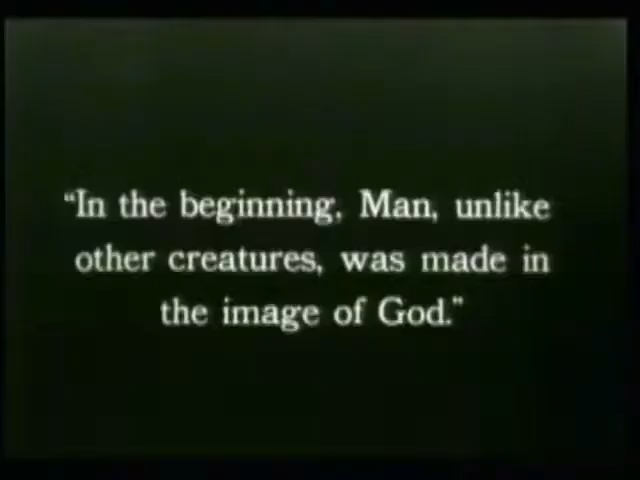 “In the beginning, Man, unlike
other creatures, was made in
the image of God.”